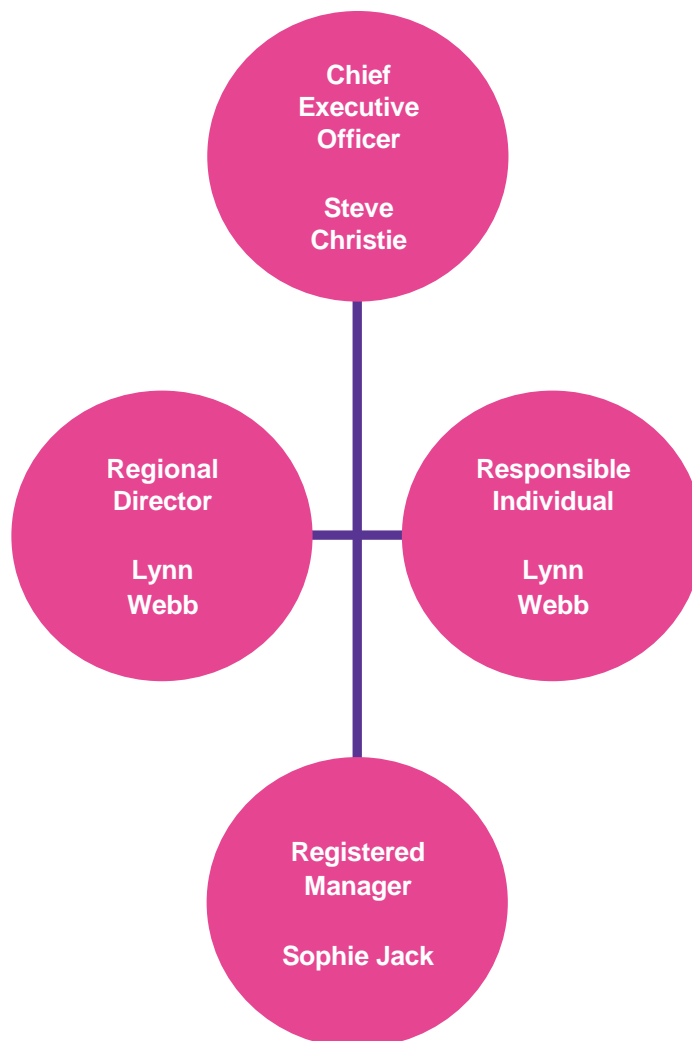 Chief
Executive
Officer
Steve
Christie
Regional
Director
Lynn
Webb
Responsible
Individual
Lynn
Webb
Registered
Manager
Sophie Jack